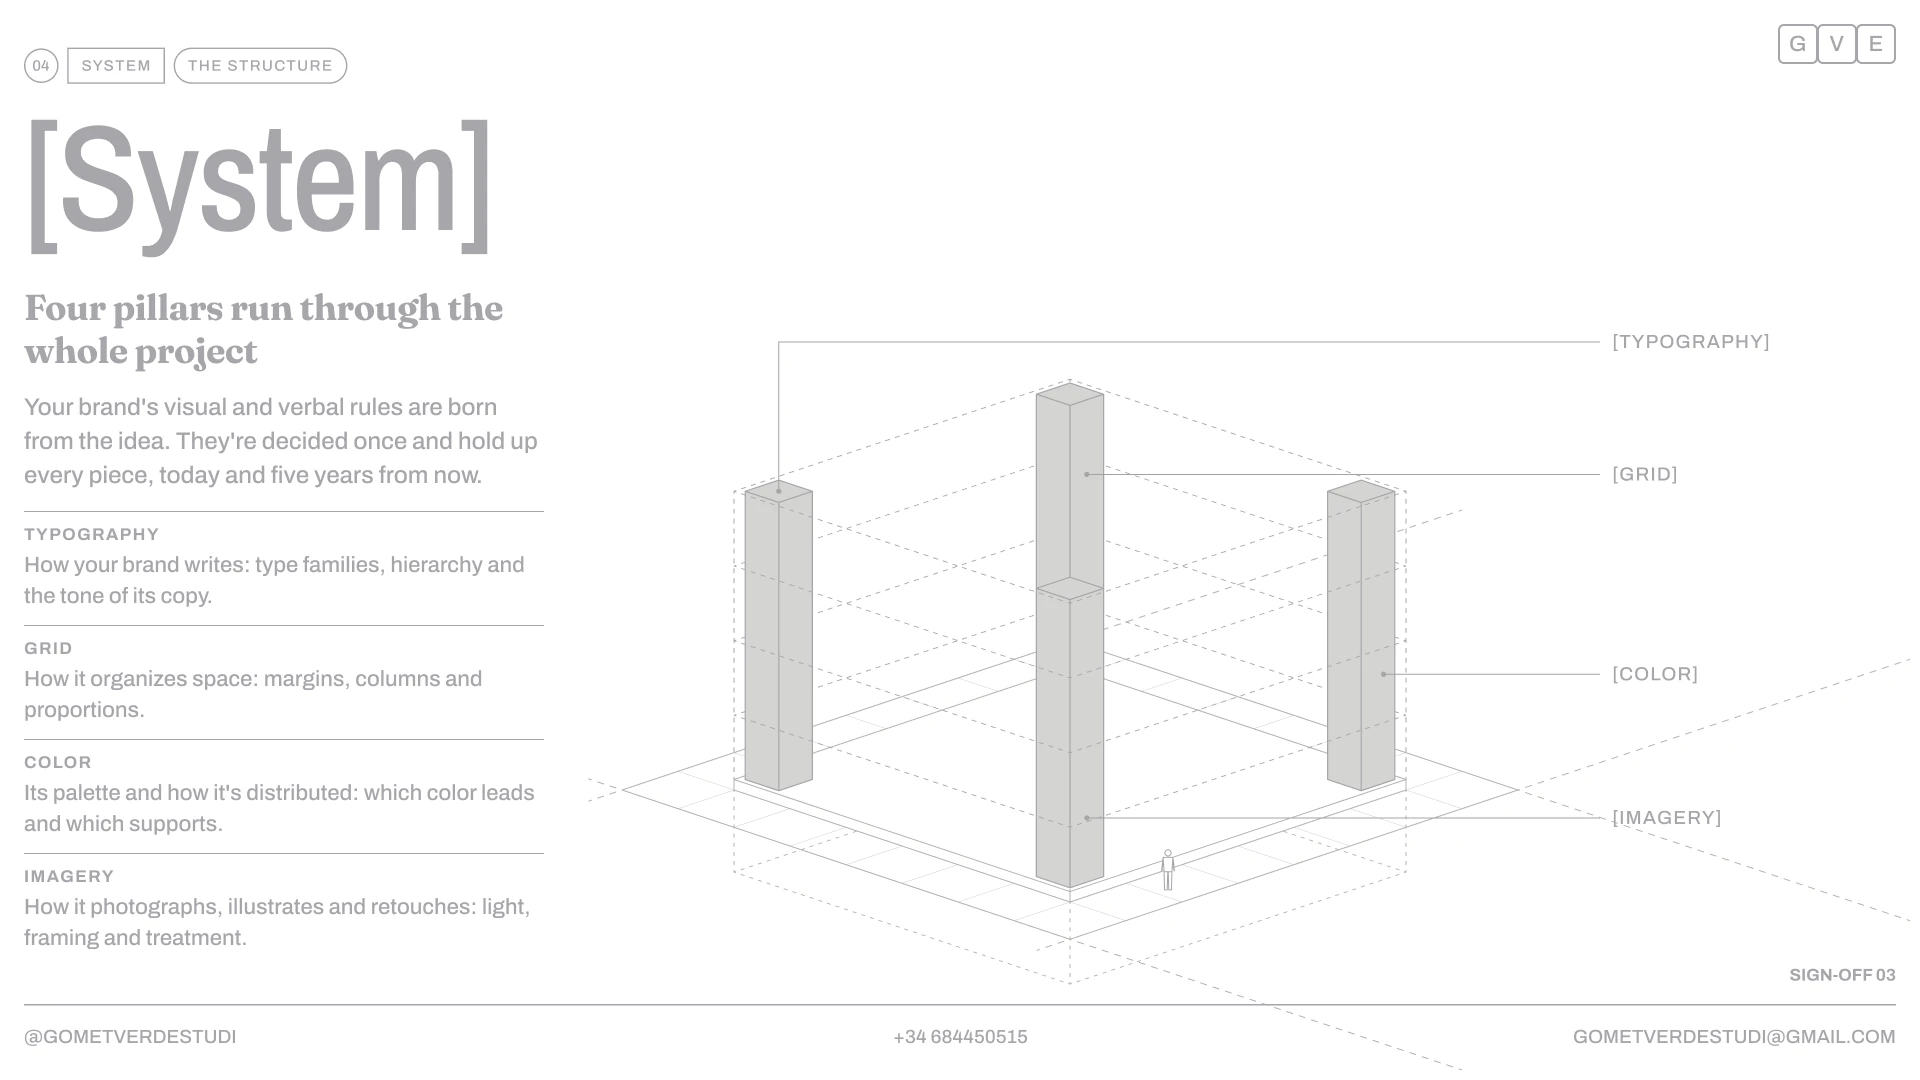 04 SYSTEM THE STRUCTURE
G V E
[System]
Four pillars run through the
whole project
Your brand's visual and verbal rules are born
from the idea. They're decided once and hold up
every piece, today and five years from now.
TYPOGRAPHY
How your brand writes: type families, hierarchy and
the tone of its copy.
GRID
How it organizes space: margins, columns and
proportions.
COLOR
Its palette and how it's distributed: which color leads
and which supports.
IMAGERY
How it photographs, illustrates and retouches: light,
framing and treatment.
[TYPOGRAPHY]
[GRID]
[COLOR]
[IMAGERY]
SIGN-OFF 03
@GOMETVERDESTUDI
+34 684450515
GOMETVERDESTUDI@GMAIL.COM